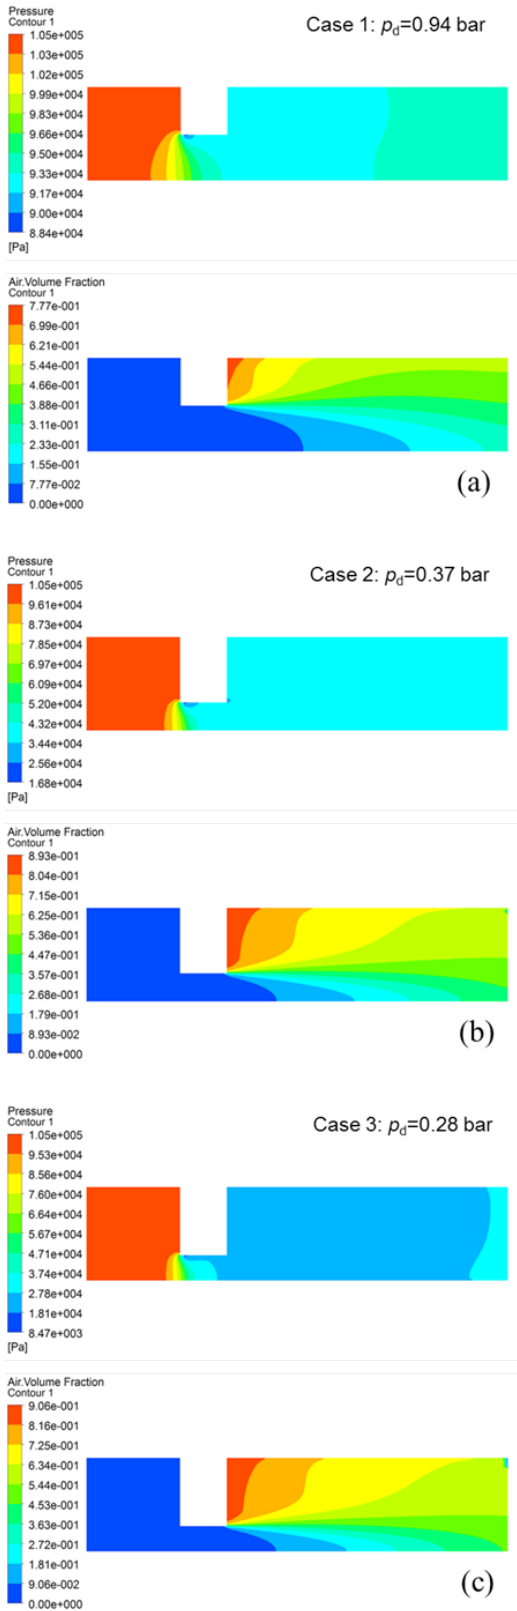 Pressure
Contour 1
Case 1: pd=0.94 bar
1.05e+005
1.03e+005
1.02e+005
9.99e+004
9.83e+004
9.66e+004
9.50e+004
9.33e+004
9.17e+004
9.00e+004
8.84e+004
[Pa]
Air.Volume Fraction
Contour 1
7.77e-001
6.99e-001
6.21e-001
5.44e-001
4.66e-001
3.88e-001
3.11e-001
2.33e-001
1.55e-001
7.77e-002
0.00e+000
(a)
Pressure
Contour 1
Case 2: pd=0.37 bar
1.05e+005
9.61e+004
8.73e+004
7.85e+004
6.97e+004
6.09e+004
5.20e+004
4.32e+004
3.44e+004
2.56e+004
1.68e+004
[Pa]
Air.Volume Fraction
Contour 1
8.93e-001
8.04e-001
7.15e-001
6.25e-001
5.36e-001
4.47e-001
3.57e-001
2.68e-001
1.79e-001
8.93e-002
0.00e+000
(b)
Pressure
Contour 1
Case 3: pd=0.28 bar
1.05e+005
9.53e+004
8.56e+004
7.60e+004
6.64e+004
5.67e+004
4.71e+004
3.74e+004
2.78e+004
1.81e+004
8.47e+003
[Pa]
Air.Volume Fraction
Contour 1
9.06e-001
8.16e-001
7.25e-001
6.34e-001
5.44e-001
4.53e-001
3.63e-001
2.72e-001
1.81e-001
9.06e-002
0.00e+000
(c)